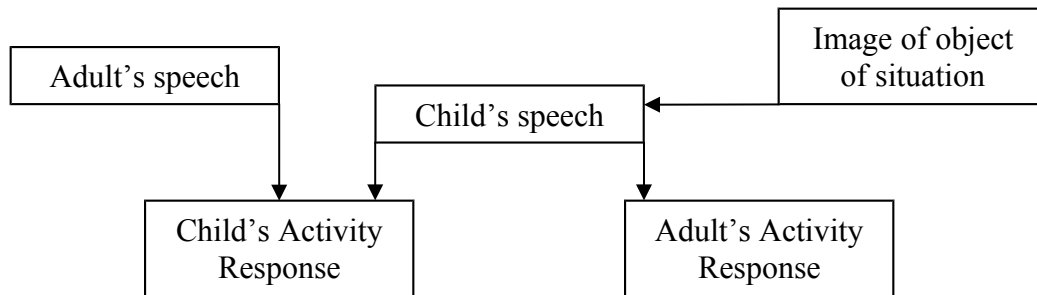 Adult’s speech
Image of object
of situation
Child’s speech
Child’s Activity
Response
Adult’s Activity
Response